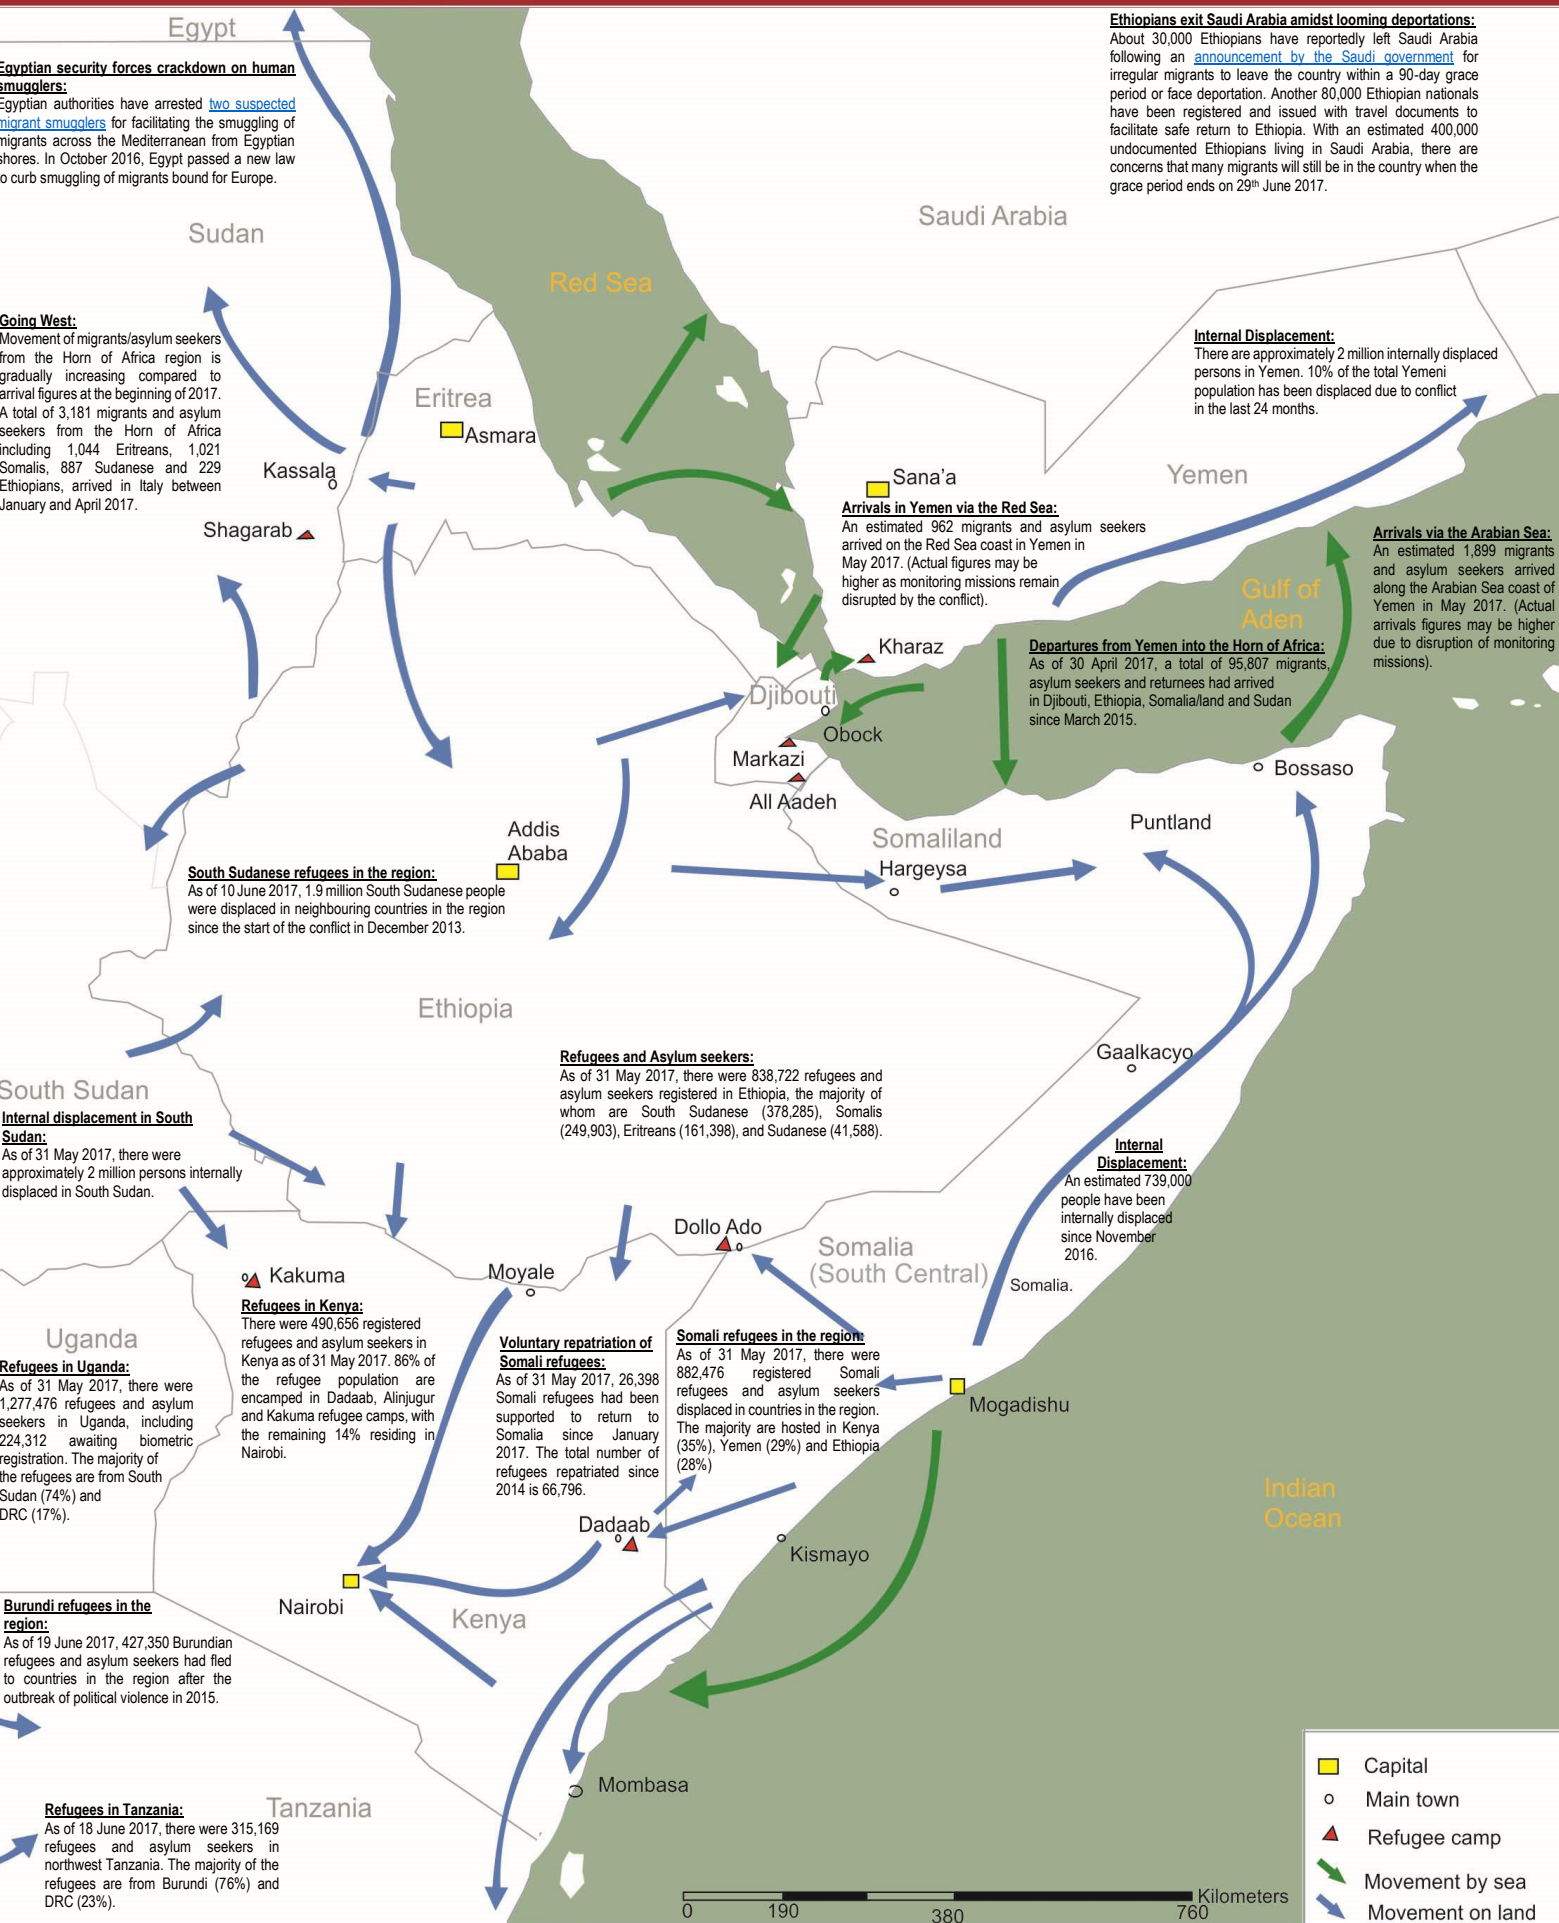 Egypt
Egyptian security forces crackdown on human
smugglers:
Egyptian authorities have arrested two suspected
migrant smugglers for facilitating the smuggling of
migrants across the Mediterranean from Egyptian
shores. In October 2016, Egypt passed a new law
to curb smuggling of migrants bound for Europe.
Ethiopians exit Saudi Arabia amidst looming deportations:
About 30,000 Ethiopians have reportedly left Saudi Arabia
following an announcement by the Saudi government for
irregular migrants to leave the country within a 90-day grace
period or face deportation. Another 80,000 Ethiopian nationals
have been registered and issued with travel documents to
facilitate safe return to Ethiopia. With an estimated 400,000
undocumented Ethiopians living in Saudi Arabia, there are
concerns that many migrants will still be in the country when the
grace period ends on 29th June 2017.
Saudi Arabia
Sudan
Red Sea
Going West:
Movement of migrants/asylum seekers
from the Horn of Africa region is
gradually increasing compared to
arrival figures at the beginning of 2017.
A total of 3,181 migrants and asylum
seekers from the Horn of Africa
including 1,044 Eritreans, 1,021
Somalis, 887 Sudanese and 229
Ethiopians, arrived in Italy between
January and April 2017.
Internal Displacement:
There are approximately 2 million internally displaced
persons in Yemen. 10% of the total Yemeni
population has been displaced due to conflict
in the last 24 months.
Eritrea
Asmara
Kassala
Shagarab
Sana'a
Yemen
Arrivals in Yemen via the Red Sea:
An estimated 962 migrants and asylum seekers
arrived on the Red Sea coast in Yemen in
May 2017. (Actual figures may be
higher as monitoring missions remain
disrupted by the conflict).
Arrivals via the Arabian Sea:
An estimated 1,899 migrants
and asylum seekers arrived
along the Arabian Sea coast of
Yemen in May 2017. (Actual
arrivals figures may be higher
due to disruption of monitoring
missions).
Gulf of
Aden
Kharaz
Departures from Yemen into the Horn of Africa:
As of 30 April 2017, a total of 95,807 migrants,
asylum seekers and returnees had arrived
in Djibouti, Ethiopia, Somalia/land and Sudan
since March 2015.
Djibouti
Obock
Markazi
All Aadeh
Bossaso
Puntland
Somaliland
Hargeysa
Addis
Ababa
South Sudanese refugees in the region:
As of 10 June 2017, 1.9 million South Sudanese people
were displaced in neighbouring countries in the region
since the start of the conflict in December 2013.
Ethiopia
Refugees and Asylum seekers:
As of 31 May 2017, there were 838,722 refugees and
asylum seekers registered in Ethiopia, the majority of
whom are South Sudanese (378,285), Somalis
(249,903), Eritreans (161,398), and Sudanese (41,588).
Gaalkacyo
South Sudan
Internal displacement in South
Sudan:
As of 31 May 2017, there were
approximately 2 million persons internally
displaced in South Sudan.
Internal
Displacement:
An estimated 739,000
people have been
internally displaced
since November
2016.
Somalia.
Dollo Ado
Somalia
(South Central)
Kakuma
Moyale
Uganda
Refugees in Uganda:
As of 31 May 2017, there were
1,277,476 refugees and asylum
seekers in Uganda, including
224,312 awaiting biometric
registration. The majority of
the refugees are from South
Sudan (74%) and
DRC (17%).
Refugees in Kenya:
There were 490,656 registered
refugees and asylum seekers in
Kenya as of 31 May 2017. 86% of
the refugee population are
encamped in Dadaab, Alinjugur
and Kakuma refugee camps, with
the remaining 14% residing in
Nairobi.
Voluntary repatriation of
Somali refugees:
As of 31 May 2017, 26,398
Somali refugees had been
supported to return to
Somalia since January
2017. The total number of
refugees repatriated since
2014 is 66,796.
Somali refugees in the region:
As of 31 May 2017, there were
882,476 registered Somali
refugees and asylum seekers
displaced in countries in the region.
The majority are hosted in Kenya
(35%), Yemen (29%) and Ethiopia
(28%)
Mogadishu
Indian
Ocean
Dadaab
Kismayo
Nairobi
Kenya
Burundi refugees in the
region:
As of 19 June 2017, 427,350 Burundian
refugees and asylum seekers had fled
to countries in the region after the
outbreak of political violence in 2015.
Mombasa
Tanzania
Refugees in Tanzania:
As of 18 June 2017, there were 315,169
refugees and asylum seekers in
northwest Tanzania. The majority of the
refugees are from Burundi (76%) and
DRC (23%).
Capital
Main town
Refugee camp
Movement by sea
Movement on land
Kilometers
0 190 380 760